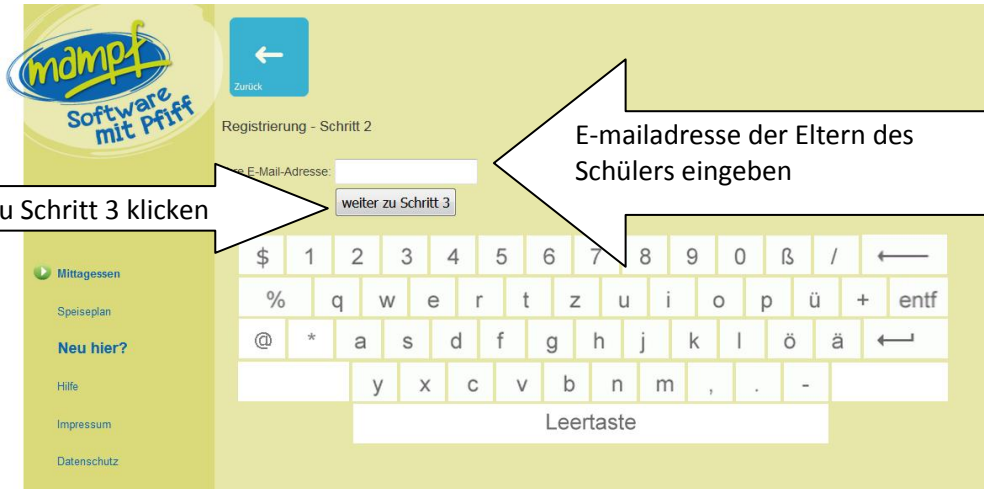 mampf
Software
mit Pfiff
Zurück
Registrierung - Schritt 2
E-mailadresse der Eltern des
Schülers eingeben
E-Mail-Adresse:
weiter zu Schritt 3
u Schritt 3 klicken
$ 1 2 3 4 5 6 7 8 9 0 ß / ←
% q w e r t z u i o p ü + entf
@ * a s d f g h j k l ö ä ↵
y x c v b n m , . -
Leertaste
Mittagessen
Speiseplan
Neu hier?
Hilfe
Impressum
Datenschutz